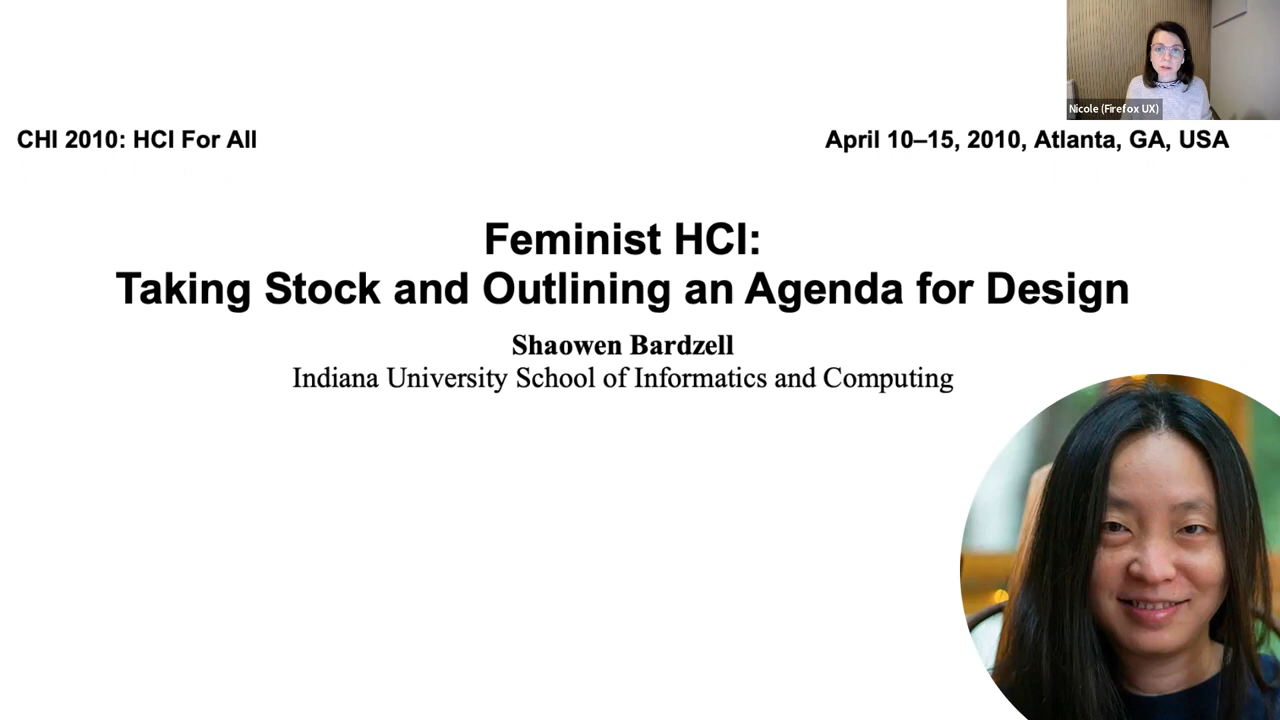 Nicole (Firefox UX)
CHI 2010: HCI For All
April 10–15, 2010, Atlanta, GA, USA
Feminist HCI:
Taking Stock and Outlining an Agenda for Design
Shaowen Bardzell
Indiana University School of Informatics and Computing